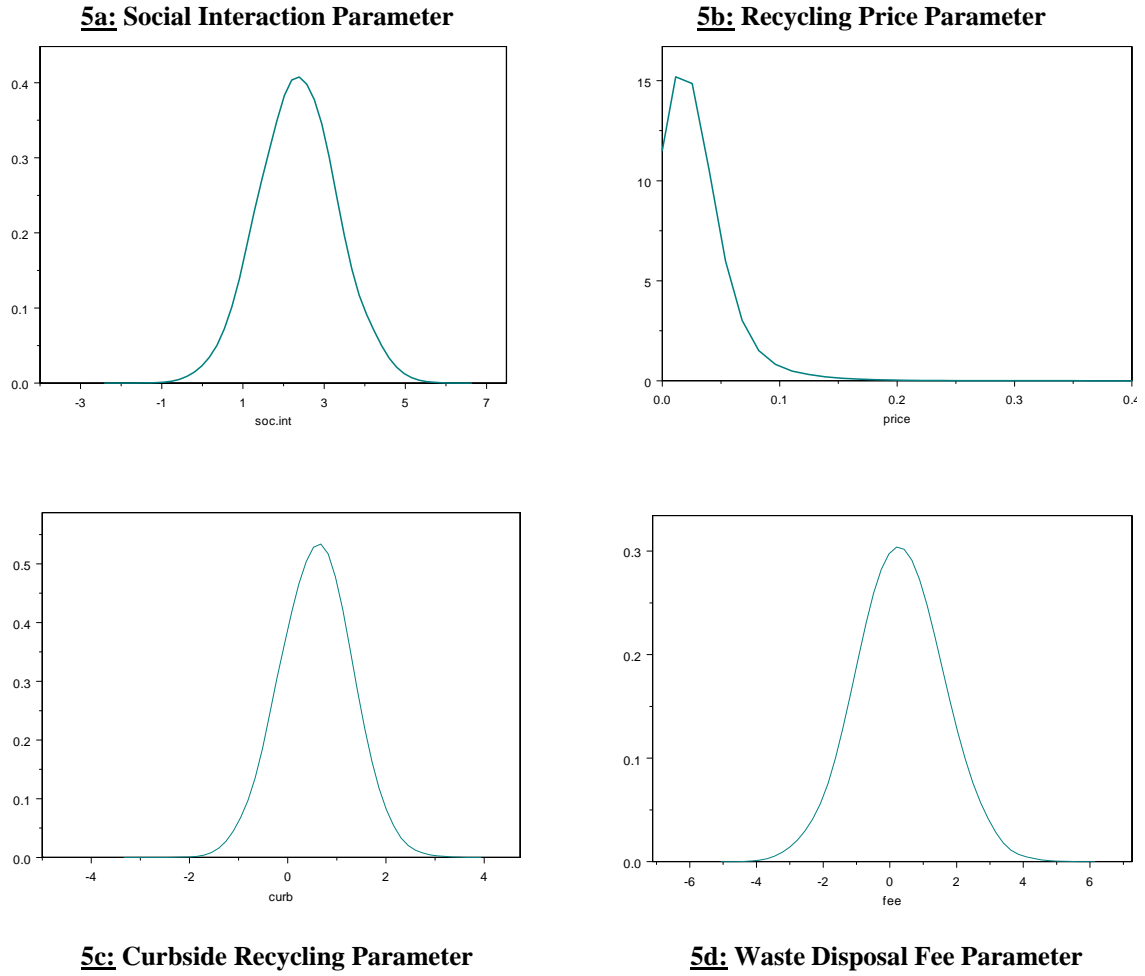 5a: Social Interaction Parameter
5b: Recycling Price Parameter
0.4
0.3
0.2
0.1
0.0
-3 -1 1 3 5 7
soc.int
15
10
5
0
0.0 0.1 0.2 0.3 0.4
price
0.5
0.4
0.3
0.2
0.1
0.0
-4 -2 0 2 4
curb
0.3
0.2
0.1
0.0
-6 -4 -2 0 2 4 6
fee
5c: Curbside Recycling Parameter
5d: Waste Disposal Fee Parameter